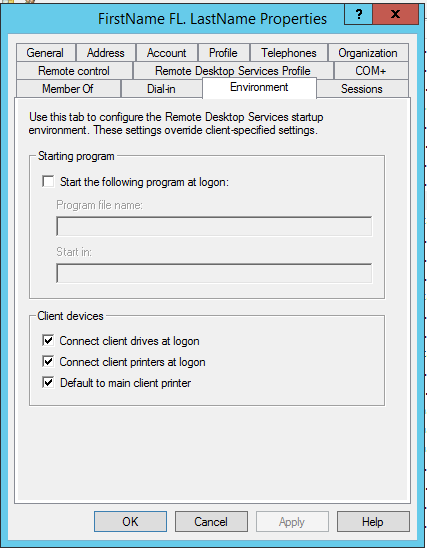 FirstName FL. LastName Properties
? x
General Address Account Profile Telephones Organization
Remote control Remote Desktop Services Profile COM+
Member Of Dial-in Environment Sessions
Use this tab to configure the Remote Desktop Services startup
environment. These settings override client-specified settings.
Starting program
Start the following program at logon:
Program file name:
Start in:
Client devices
Connect client drives at logon
Connect client printers at logon
Default to main client printer
OK Cancel Apply Help